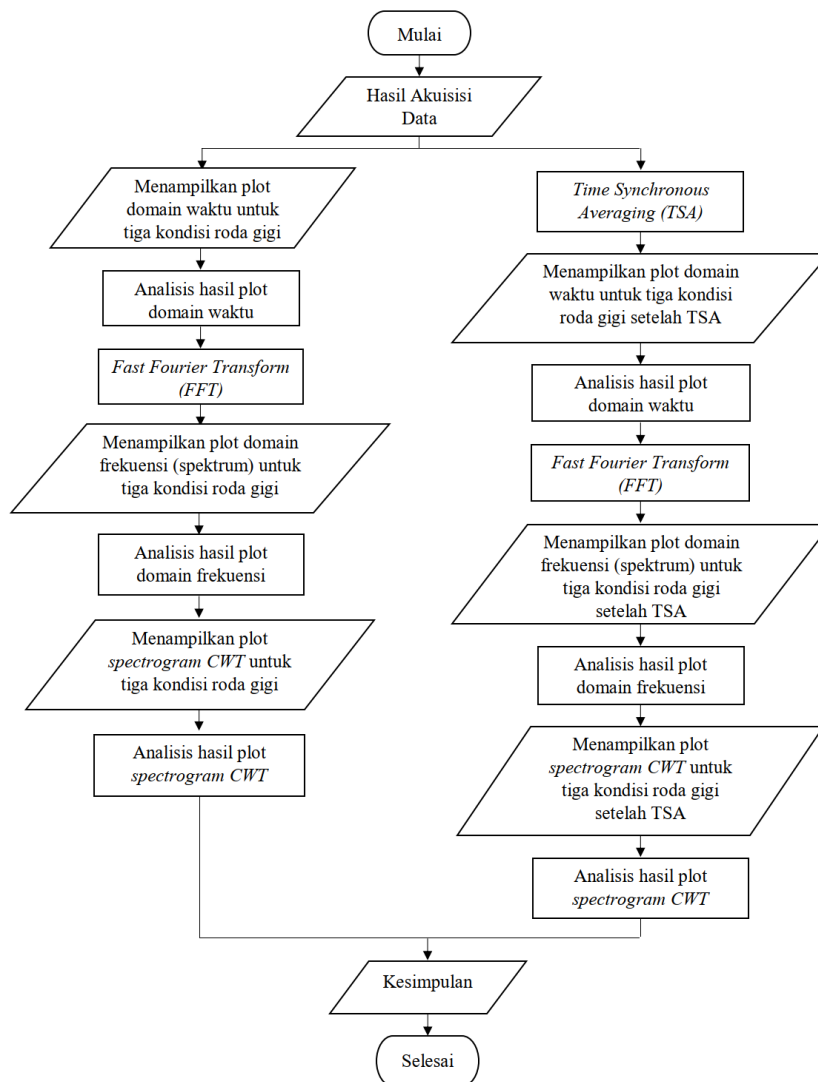 Mulai
Hasil Akuisisi
Data
Menampilkan plot
domain waktu untuk
tiga kondisi roda gigi
Analisis hasil plot
domain waktu
Fast Fourier Transform
(FFT)
Menampilkan plot domain
frekuensi (spektrum) untuk
tiga kondisi roda gigi
Analisis hasil plot
domain frekuensi
Menampilkan plot
spectrogram CWT untuk
tiga kondisi roda gigi
Analisis hasil plot
spectrogram CWT
Time Synchronous
Averaging (TSA)
Menampilkan plot domain
waktu untuk tiga kondisi
roda gigi setelah TSA
Analisis hasil plot
domain waktu
Fast Fourier Transform
(FFT)
Menampilkan plot domain
frekuensi (spektrum) untuk
tiga kondisi roda gigi
setelah TSA
Analisis hasil plot
domain frekuensi
Menampilkan plot
spectrogram CWT untuk
tiga kondisi roda gigi
setelah TSA
Analisis hasil plot
spectrogram CWT
Kesimpulan
Selesai